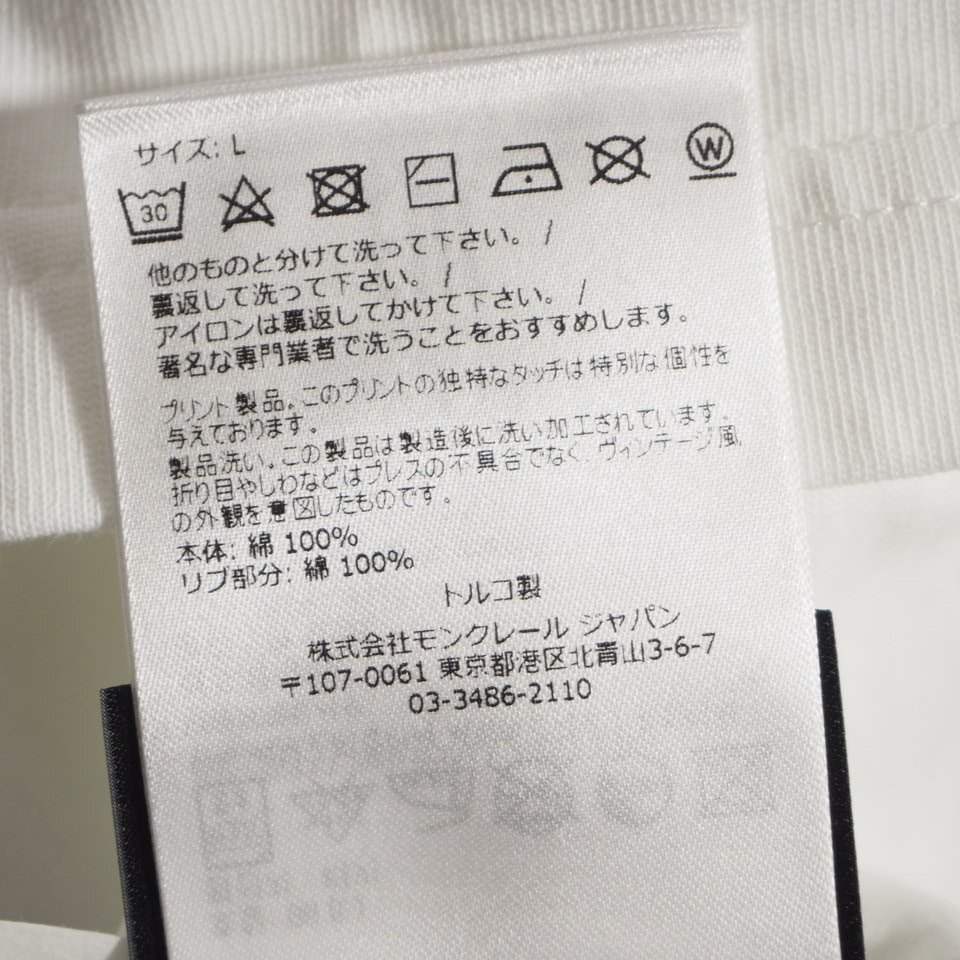 サイズ: L
30
W
他のものと分けて洗って下さい。 /
裏返して洗って下さい。 /
アイロンは裏返してかけて下さい。 /
著名な専門業者で洗うことをおすすめします。
プリント製品。このプリントの独特なタッチは特別な個性を
与えております。
製品洗い。この製品は製造後に洗い加工されています。
折り目やしわなどはプレスの不具合でなく、ヴィンテージ風
の外観を意図したものです。
本体: 綿 100%
リブ部分: 綿 100%
トルコ製
株式会社モンクレール ジャパン
〒107-0061 東京都港区北青山3-6-7
03-3486-2110